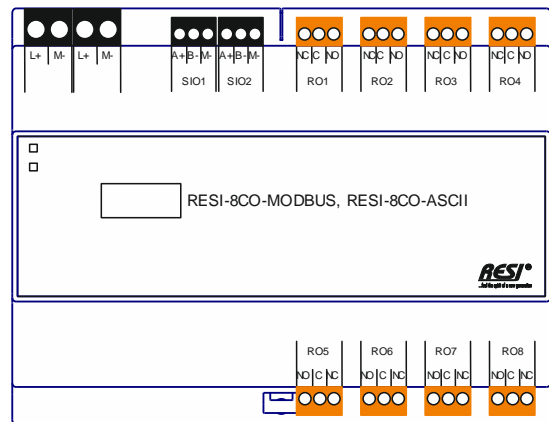 L+ M- L+ M- A+ B- M- A+ B- M- NC C NO NC C NO NC C NO NC C NO
SIO1 SIO2 RO1 RO2 RO3 RO4
RESI-8CO-MODBUS, RESI-8CO-ASCII
RESI®
RO5 RO6 RO7 RO8
NO C NC NO C NC NO C NC NO C NC